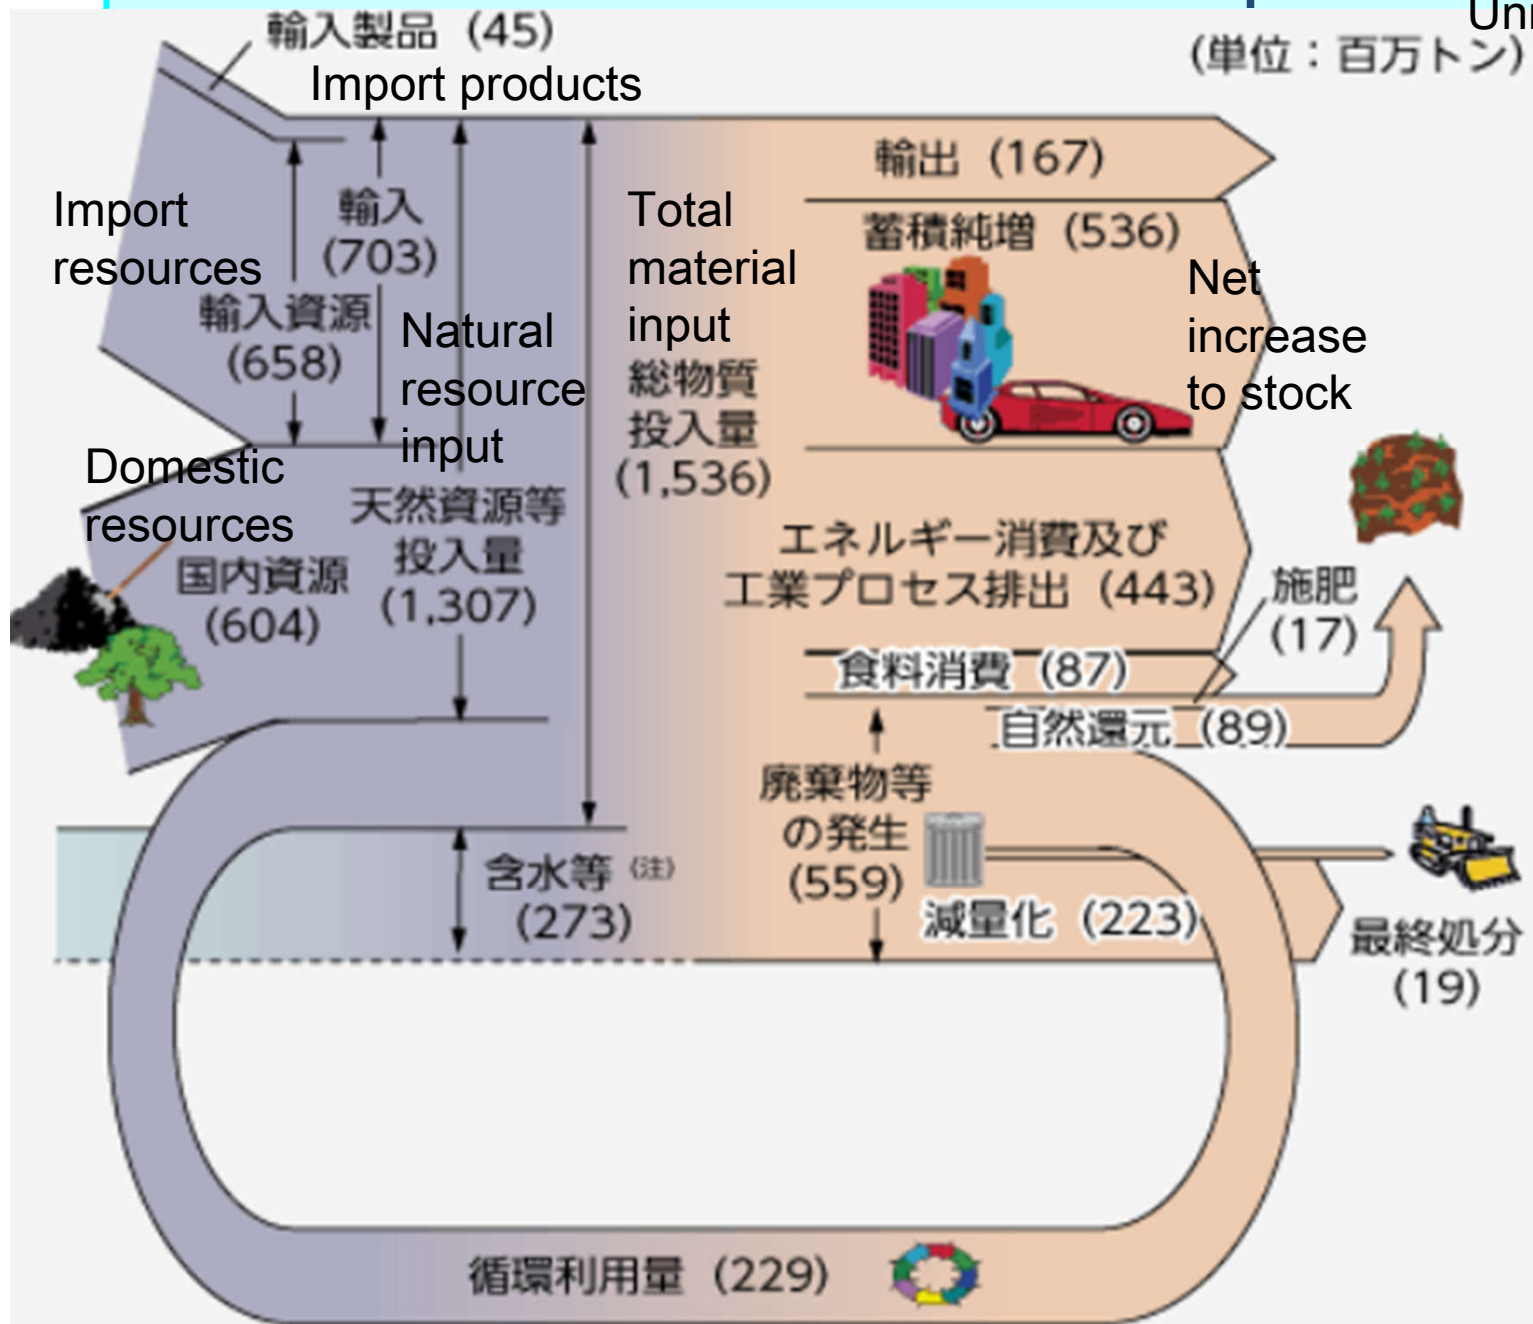 輸入製品 (45)
Import products
(単位：百万トン)
Import
resources
輸入
(703)
輸入資源
(658)
Natural
resource
input
Total
material
input
総物質
投入量
(1,536)
輸出 (167)
蓄積純増 (536)
Net
increase
to stock
Domestic
resources
国内資源
(604)
天然資源等
投入量
(1,307)
エネルギー消費及び
工業プロセス排出 (443)
施肥
(17)
食料消費 (87)
自然還元 (89)
廃棄物等
の発生
(559)
含水等 (注)
(273)
減量化 (223)
最終処分
(19)
循環利用量 (229)